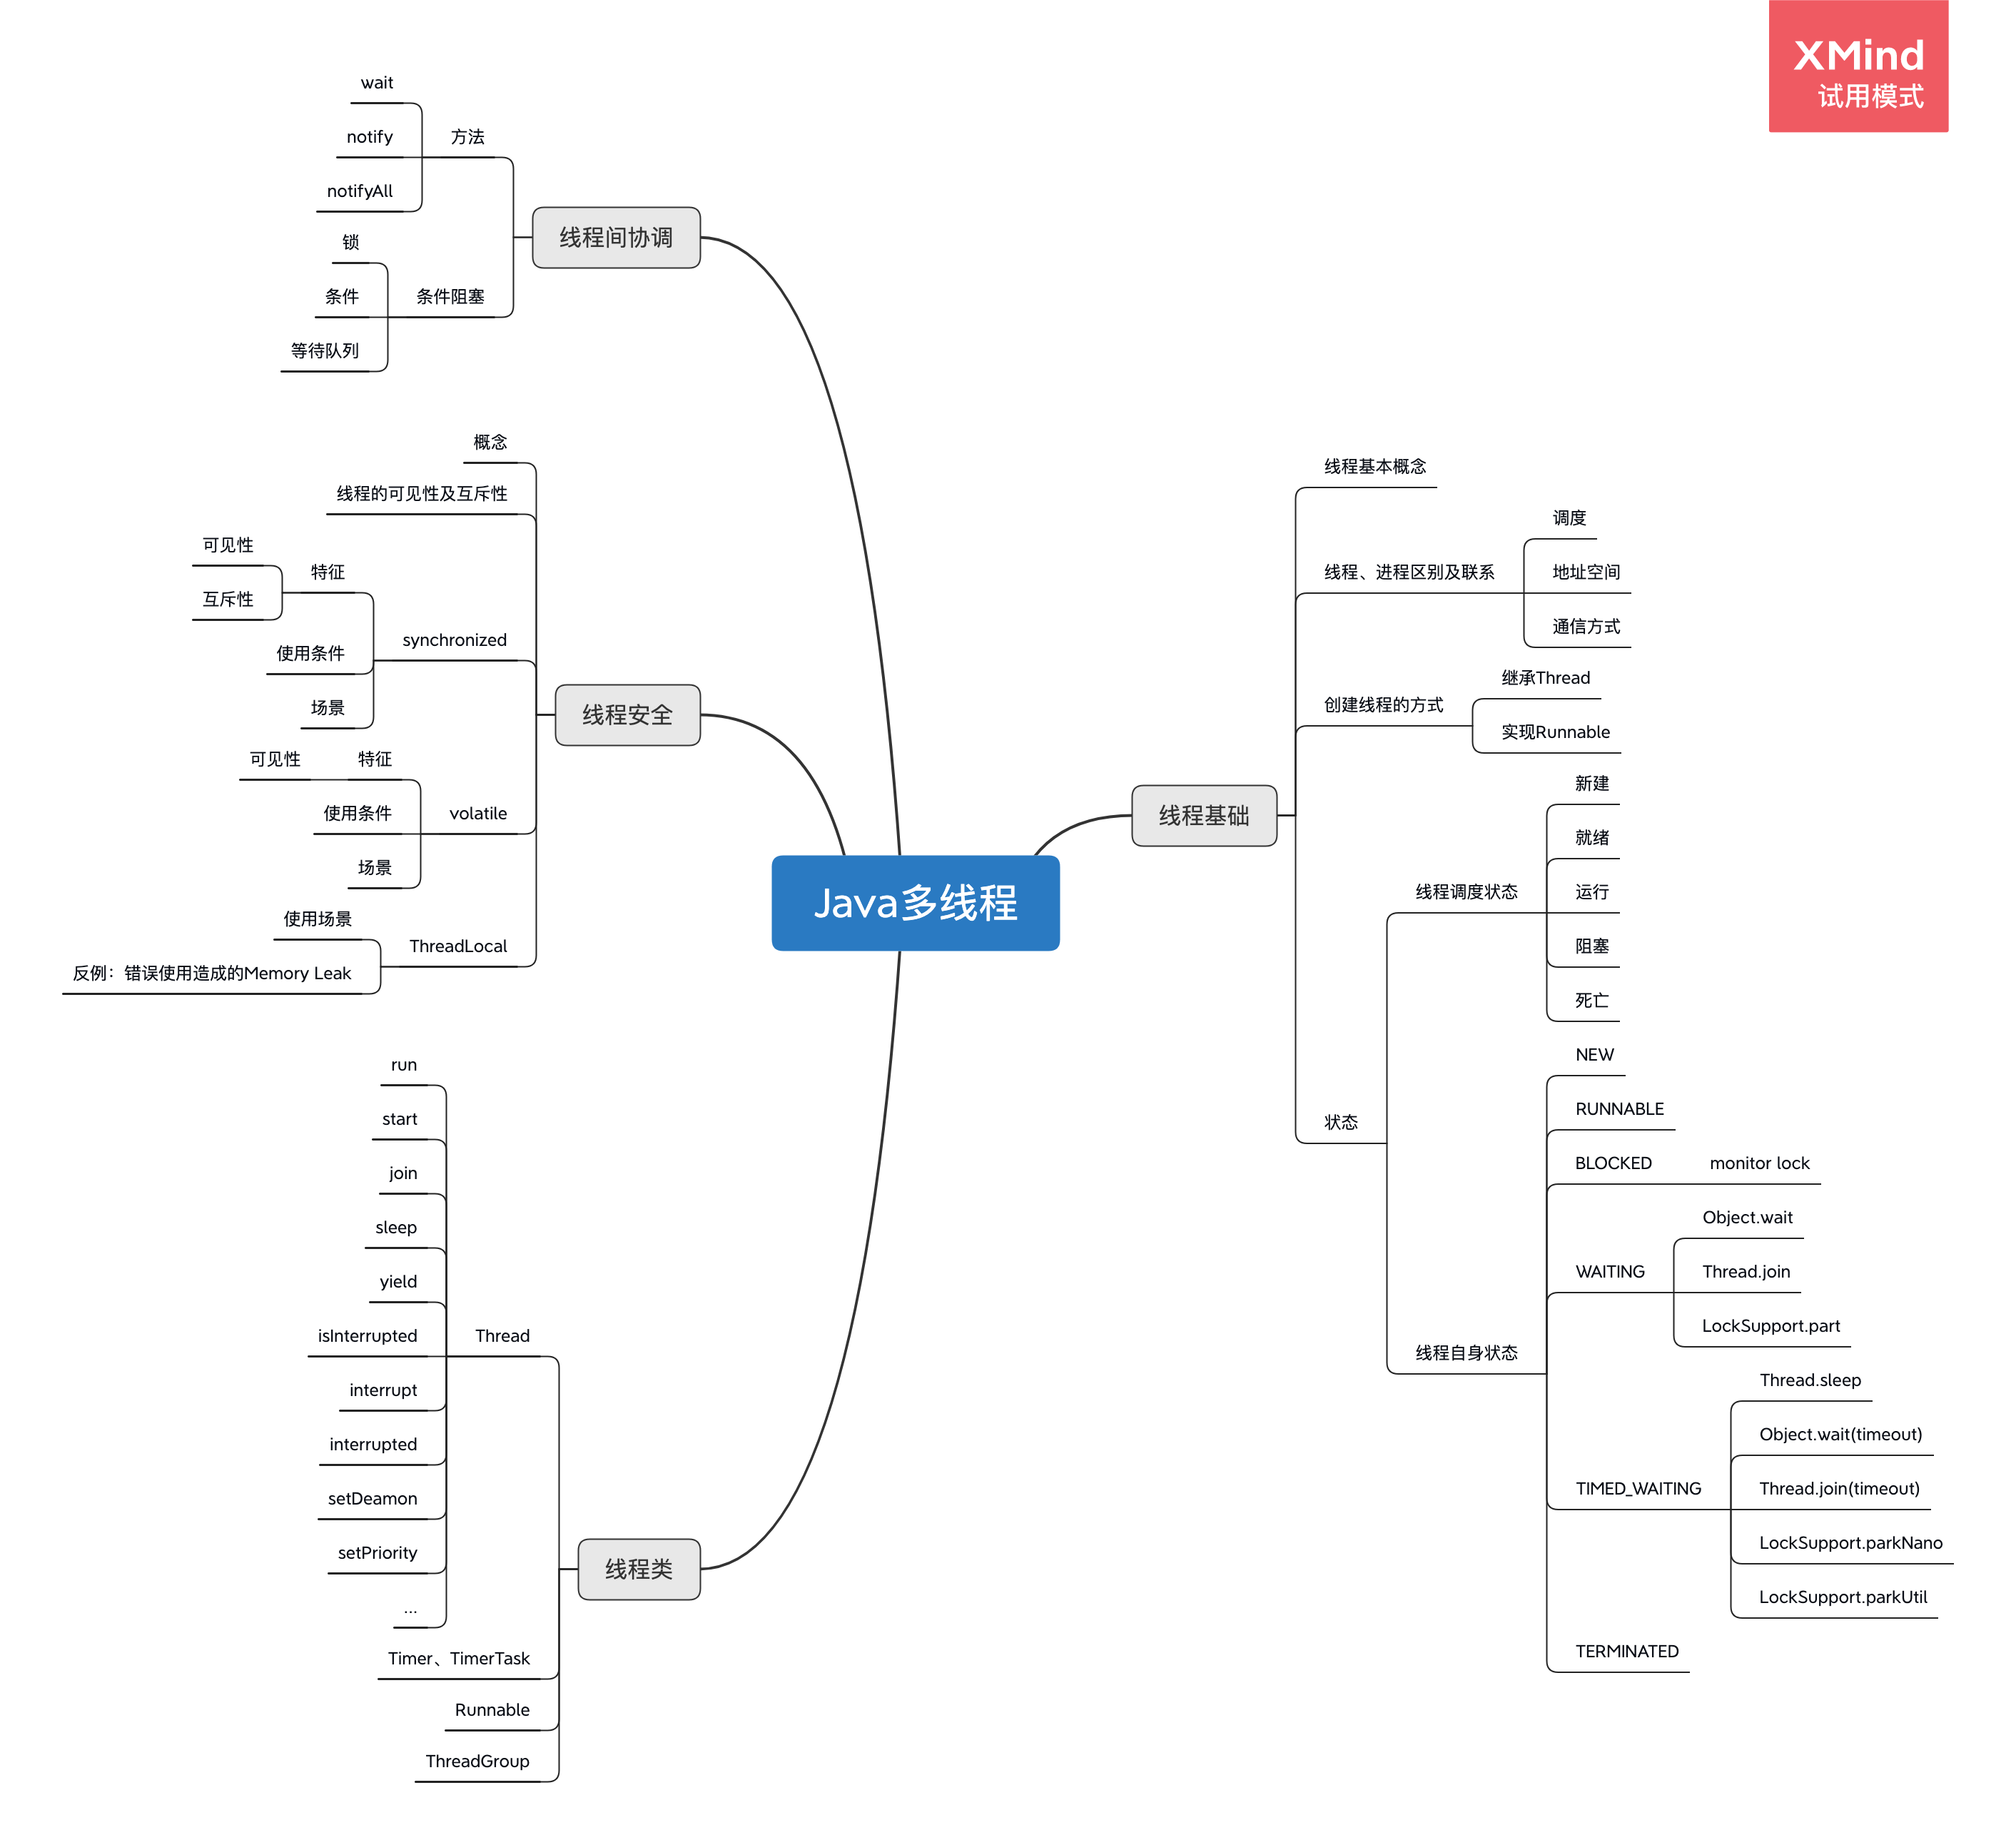 XMind
试用模式
Java多线程
线程间协调
方法
wait
notify
notifyAll
条件阻塞
锁
条件
等待队列
线程安全
概念
线程的可见性及互斥性
synchronized
特征
可见性
互斥性
使用条件
场景
volatile
特征
可见性
使用条件
场景
ThreadLocal
使用场景
反例：错误使用造成的Memory Leak
线程类
Thread
run
start
join
sleep
yield
isInterrupted
interrupt
interrupted
setDeamon
setPriority
...
Timer、TimerTask
Runnable
ThreadGroup
线程基础
线程基本概念
线程、进程区别及联系
调度
地址空间
通信方式
创建线程的方式
继承Thread
实现Runnable
状态
线程调度状态
新建
就绪
运行
阻塞
死亡
线程自身状态
NEW
RUNNABLE
BLOCKED
monitor lock
WAITING
Object.wait
Thread.join
LockSupport.part
TIMED_WAITING
Thread.sleep
Object.wait(timeout)
Thread.join(timeout)
LockSupport.parkNano
LockSupport.parkUtil
TERMINATED